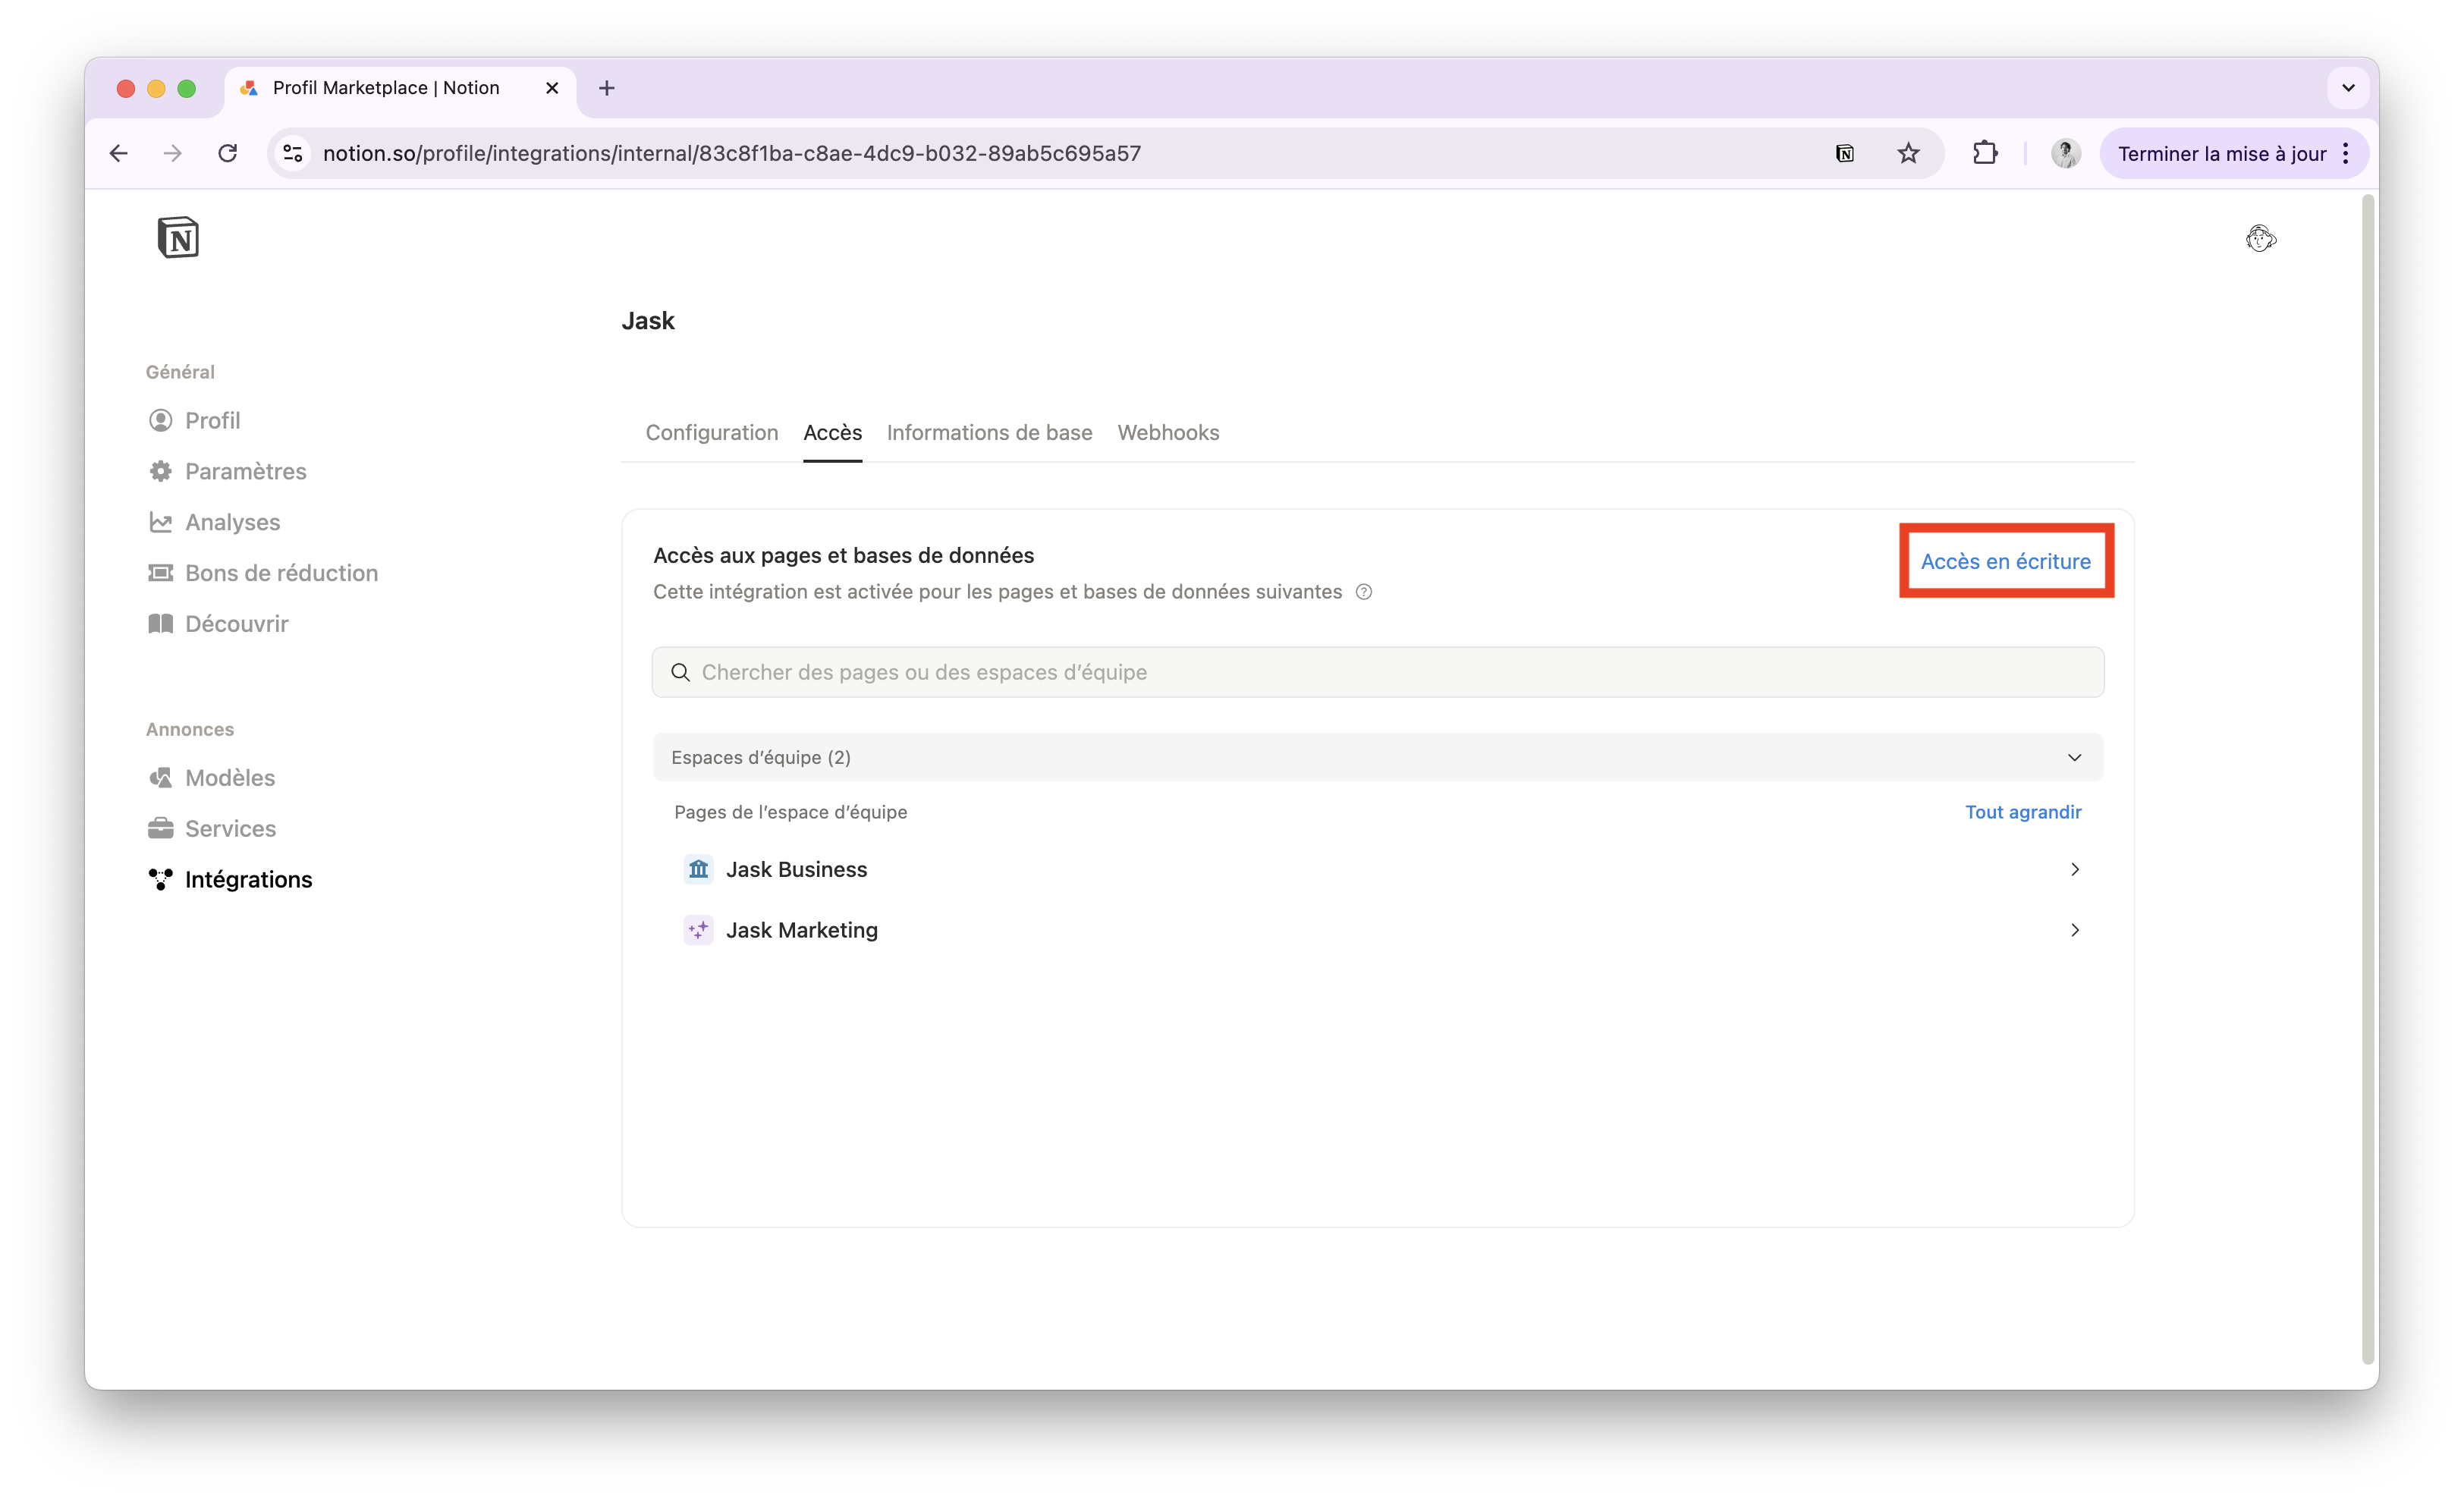 Profil Marketplace | Notion
notion.so/profile/integrations/internal/83c8f1ba-c8ae-4dc9-b032-89ab5c695a57
Terminer la mise à jour
N
Jask
Général
Profil
Paramètres
Analyses
Bons de réduction
Découvrir
Annonces
Modèles
Services
Intégrations
Configuration Accès Informations de base Webhooks
Accès aux pages et bases de données
Accès en écriture
Cette intégration est activée pour les pages et bases de données suivantes
Chercher des pages ou des espaces d’équipe
Espaces d’équipe (2)
Pages de l’espace d’équipe Tout agrandir
Jask Business
Jask Marketing